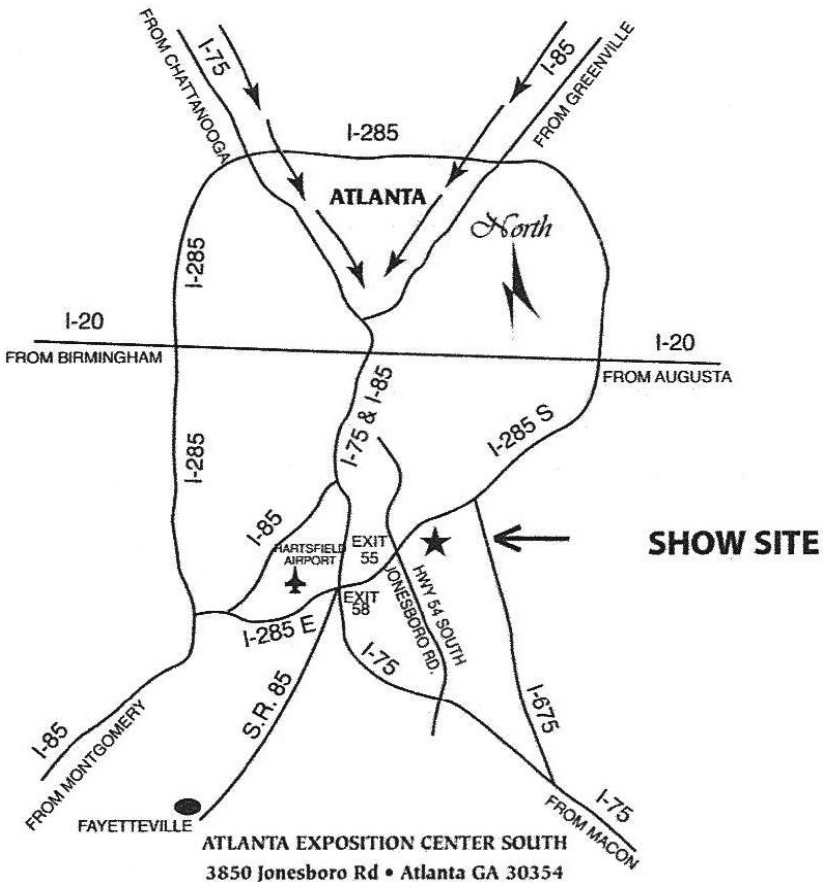 FROM CHATTANOOGA
I-75
I-85
FROM GREENVILLE
I-285
ATLANTA
North
I-285
I-20
FROM BIRMINGHAM
I-20
FROM AUGUSTA
I-75 & I-85
I-285 S
I-285
I-85
HARTSFIELD
AIRPORT
EXIT
55
SHOW SITE
EXIT
58
JONESBORO RD.
HWY 54 SOUTH
I-285 E
I-75
S.R. 85
I-675
I-85
FROM MONTGOMERY
FAYETTEVILLE
I-75
FROM MACON
ATLANTA EXPOSITION CENTER SOUTH
3850 Jonesboro Rd • Atlanta GA 30354